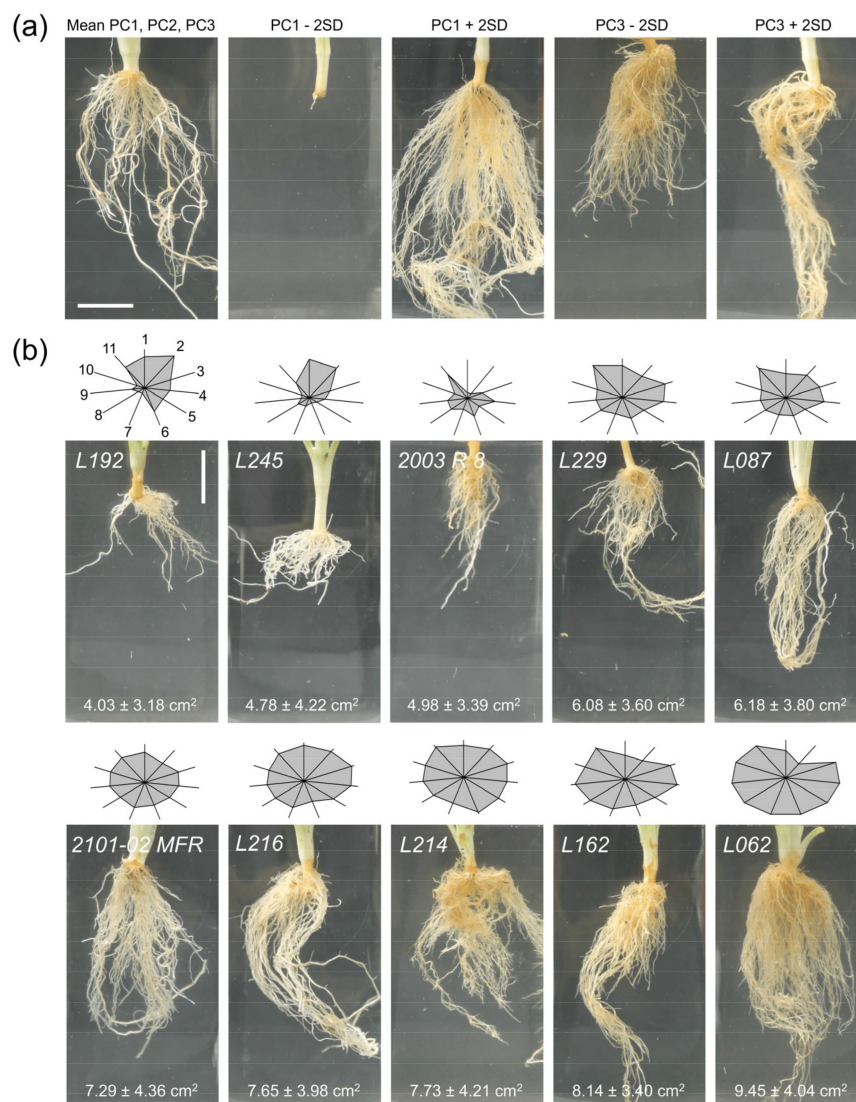 (a)
Mean PC1, PC2, PC3
PC1 - 2SD
PC1 + 2SD
PC3 - 2SD
PC3 + 2SD
(b)
1
2
3
4
5
6
7
8
9
10
11
L192
L245
2003 R 8
L229
L087
4.03 ± 3.18 cm²
4.78 ± 4.22 cm²
4.98 ± 3.39 cm²
6.08 ± 3.60 cm²
6.18 ± 3.80 cm²
2101-02 MFR
L216
L214
L162
L062
7.29 ± 4.36 cm²
7.65 ± 3.98 cm²
7.73 ± 4.21 cm²
8.14 ± 3.40 cm²
9.45 ± 4.04 cm²